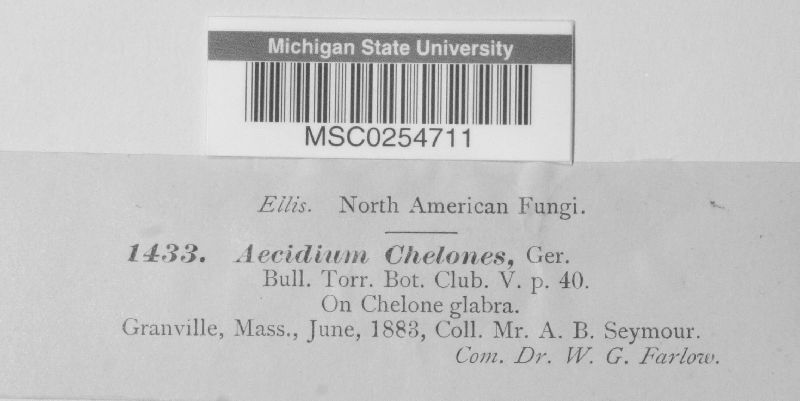 Michigan State University
MSC0254711
Ellis. North American Fungi.
1433. Aecidium Chelones, Ger.
Bull. Torr. Bot. Club. V. p. 40.
On Chelone glabra.
Granville, Mass., June, 1883, Coll. Mr. A. B. Seymour.
Com. Dr. W. G. Farlow.